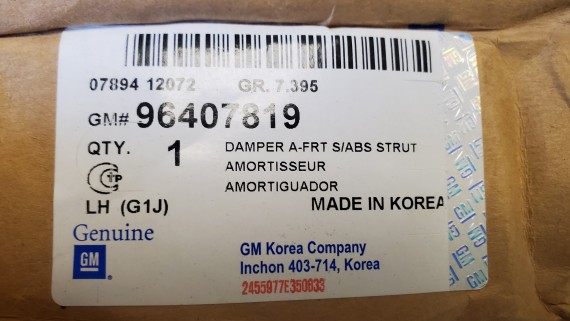 07894 12072 GR. 7.395
GM# 96407819
QTY. 1 DAMPER A-FRT S/ABS STRUT
AMORTISSEUR
AMORTIGUADOR
LH (G1J) MADE IN KOREA
Genuine
GM
GM Korea Company
Inchon 403-714, Korea
2455977E350633